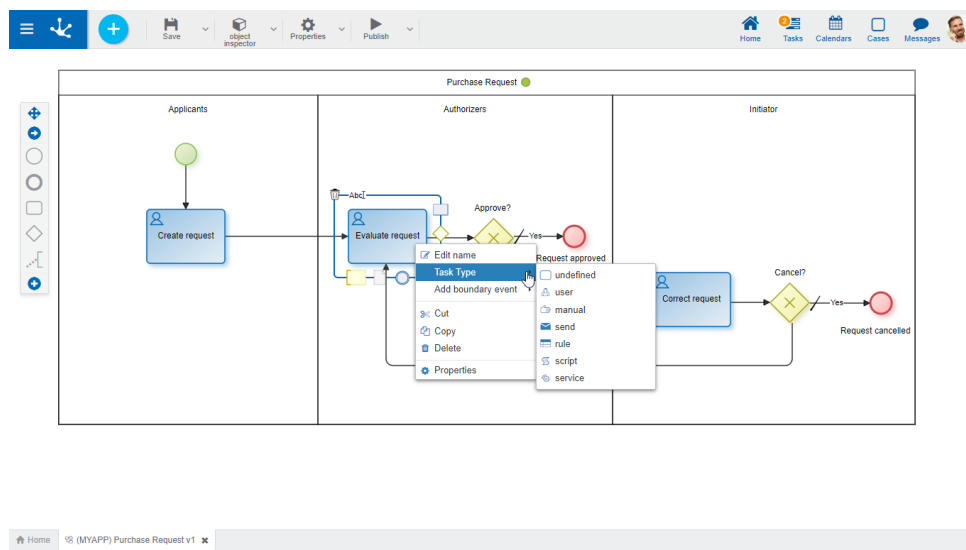 Save
object
inspector
Properties
Publish
Home
2
Tasks
Calendars
Cases
Messages
Purchase Request
Applicants
Authorizers
Initiator
Abc
Approve?
Create request
Evaluate request
Yes
Request approved
Edit name
Task Type
Add boundary event
Cut
Copy
Delete
Properties
undefined
user
manual
send
rule
script
service
Cancel?
Correct request
Yes
Request cancelled
Home
(MYAPP) Purchase Request v1